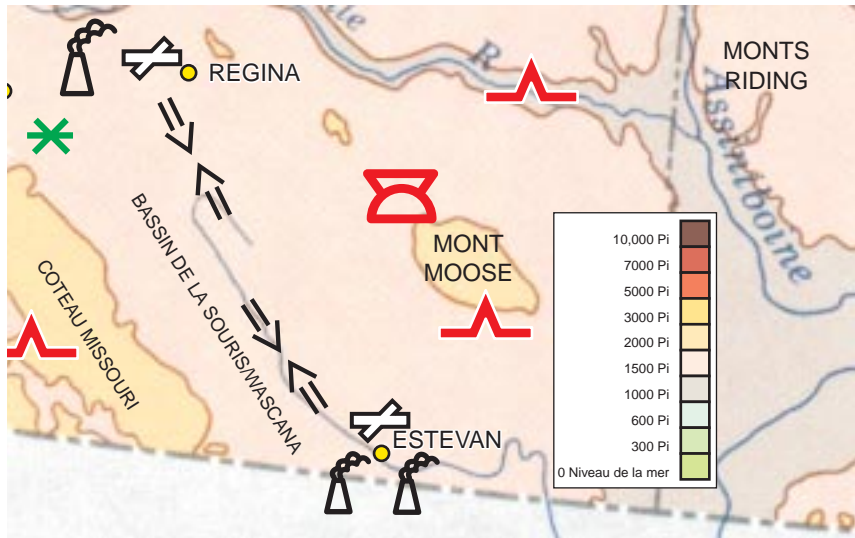 R
MONTS
RIDING
REGINA
Assiniboine
BASSIN DE LA SOURIS/WASCANA
MONT
MOOSE
COTEAU MISSOURI
ESTEVAN
10,000 Pi
7000 Pi
5000 Pi
3000 Pi
2000 Pi
1500 Pi
1000 Pi
600 Pi
300 Pi
0 Niveau de la mer